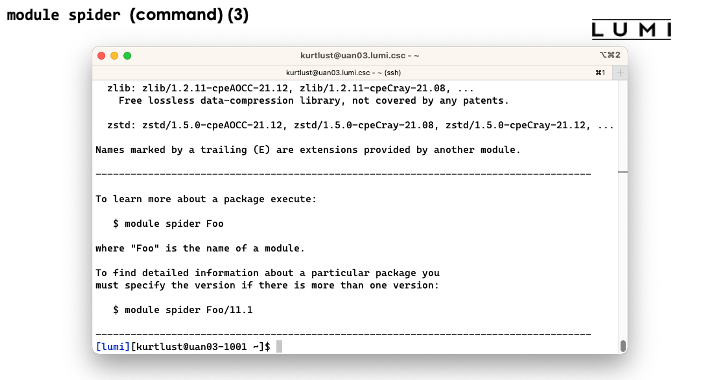 module spider (command) (3)
LUMI
kurtlust@uan03.lumi.csc - ~
⌥⌘2
kurtlust@uan03.lumi.csc - ~ (ssh)
⌘1
+
zlib: zlib/1.2.11-cpeAOCC-21.12, zlib/1.2.11-cpeCray-21.08, ...
Free lossless data-compression library, not covered by any patents.
zstd: zstd/1.5.0-cpeAOCC-21.12, zstd/1.5.0-cpeCray-21.08, zstd/1.5.0-cpeCray-21.12, ...
Names marked by a trailing (E) are extensions provided by another module.
--------------------------------------------------------------------------------------
To learn more about a package execute:
$ module spider Foo
where "Foo" is the name of a module.
To find detailed information about a particular package you
must specify the version if there is more than one version:
$ module spider Foo/11.1
--------------------------------------------------------------------------------------
[lumi][kurtlust@uan03-1001 ~]$